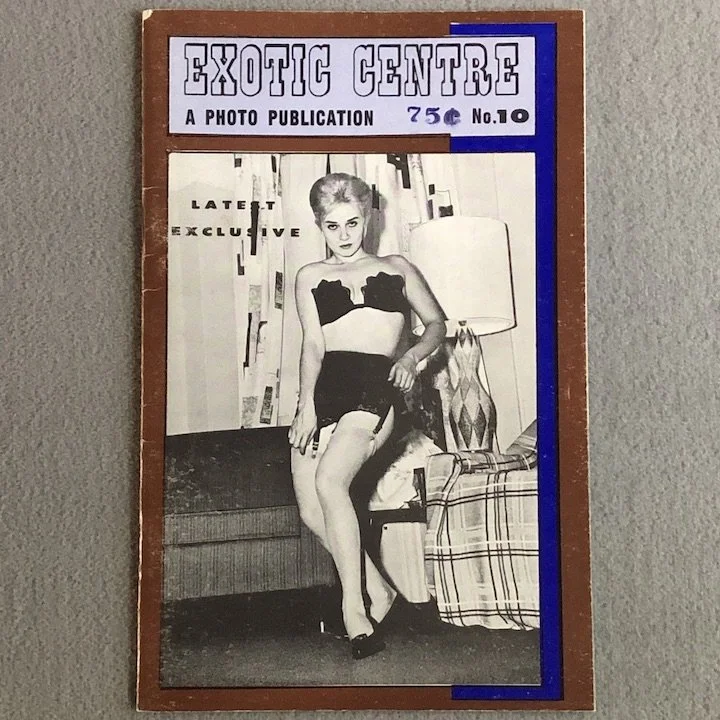 EXOTIC CENTRE
A PHOTO PUBLICATION 75¢ No.10
LATEST
EXCLUSIVE